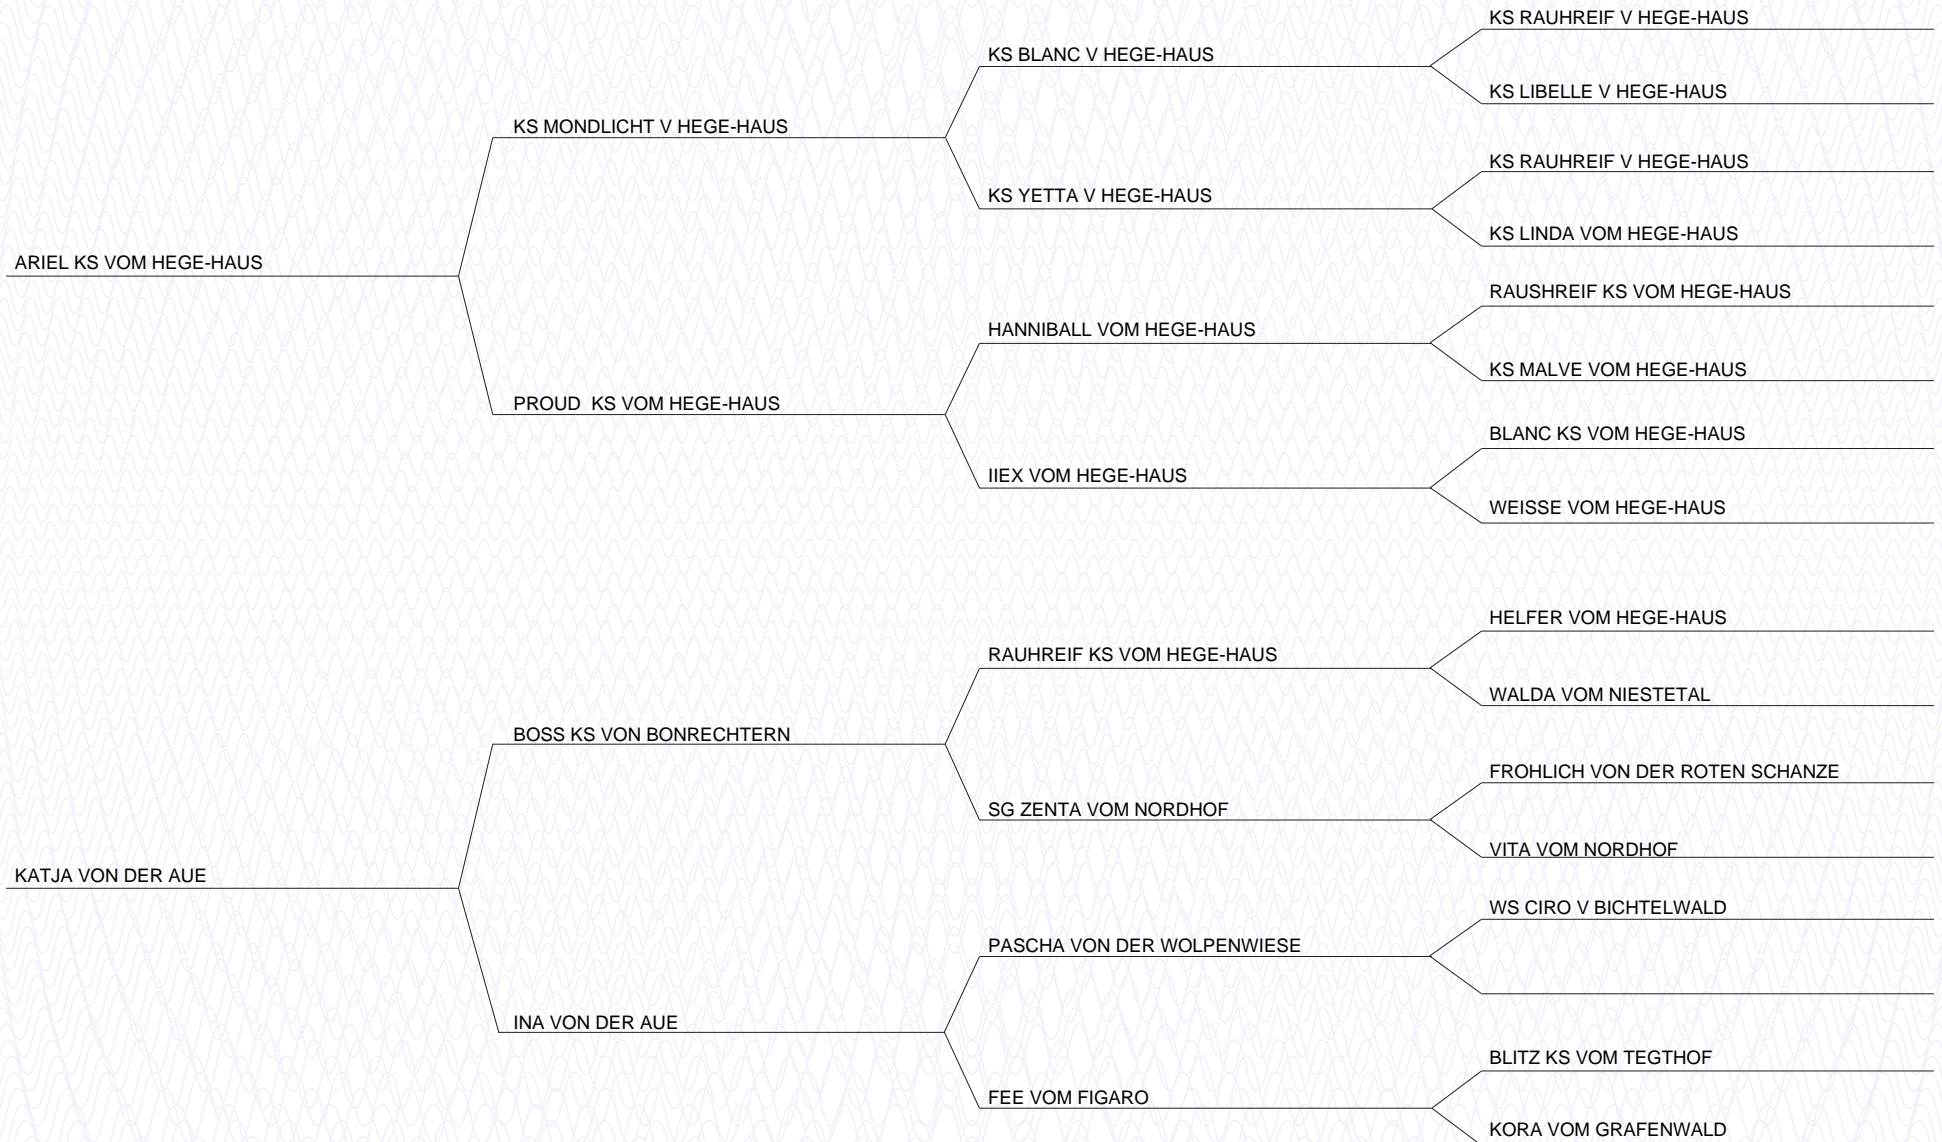 KS RAUHREIF V HEGE-HAUS
KS BLANC V HEGE-HAUS
KS LIBELLE V HEGE-HAUS
KS MONDLICHT V HEGE-HAUS
KS RAUHREIF V HEGE-HAUS
KS YETTA V HEGE-HAUS
KS LINDA VOM HEGE-HAUS
ARIEL KS VOM HEGE-HAUS
RAUSHREIF KS VOM HEGE-HAUS
HANNIBALL VOM HEGE-HAUS
KS MALVE VOM HEGE-HAUS
PROUD  KS VOM HEGE-HAUS
BLANC KS VOM HEGE-HAUS
IIEX VOM HEGE-HAUS
WEISSE VOM HEGE-HAUS
HELFER VOM HEGE-HAUS
RAUHREIF KS VOM HEGE-HAUS
WALDA VOM NIESTETAL
BOSS KS VON BONRECHTERN
FROHLICH VON DER ROTEN SCHANZE
SG ZENTA VOM NORDHOF
VITA VOM NORDHOF
KATJA VON DER AUE
WS CIRO V BICHTELWALD
PASCHA VON DER WOLPENWIESE
INA VON DER AUE
BLITZ KS VOM TEGTHOF
FEE VOM FIGARO
KORA VOM GRAFENWALD